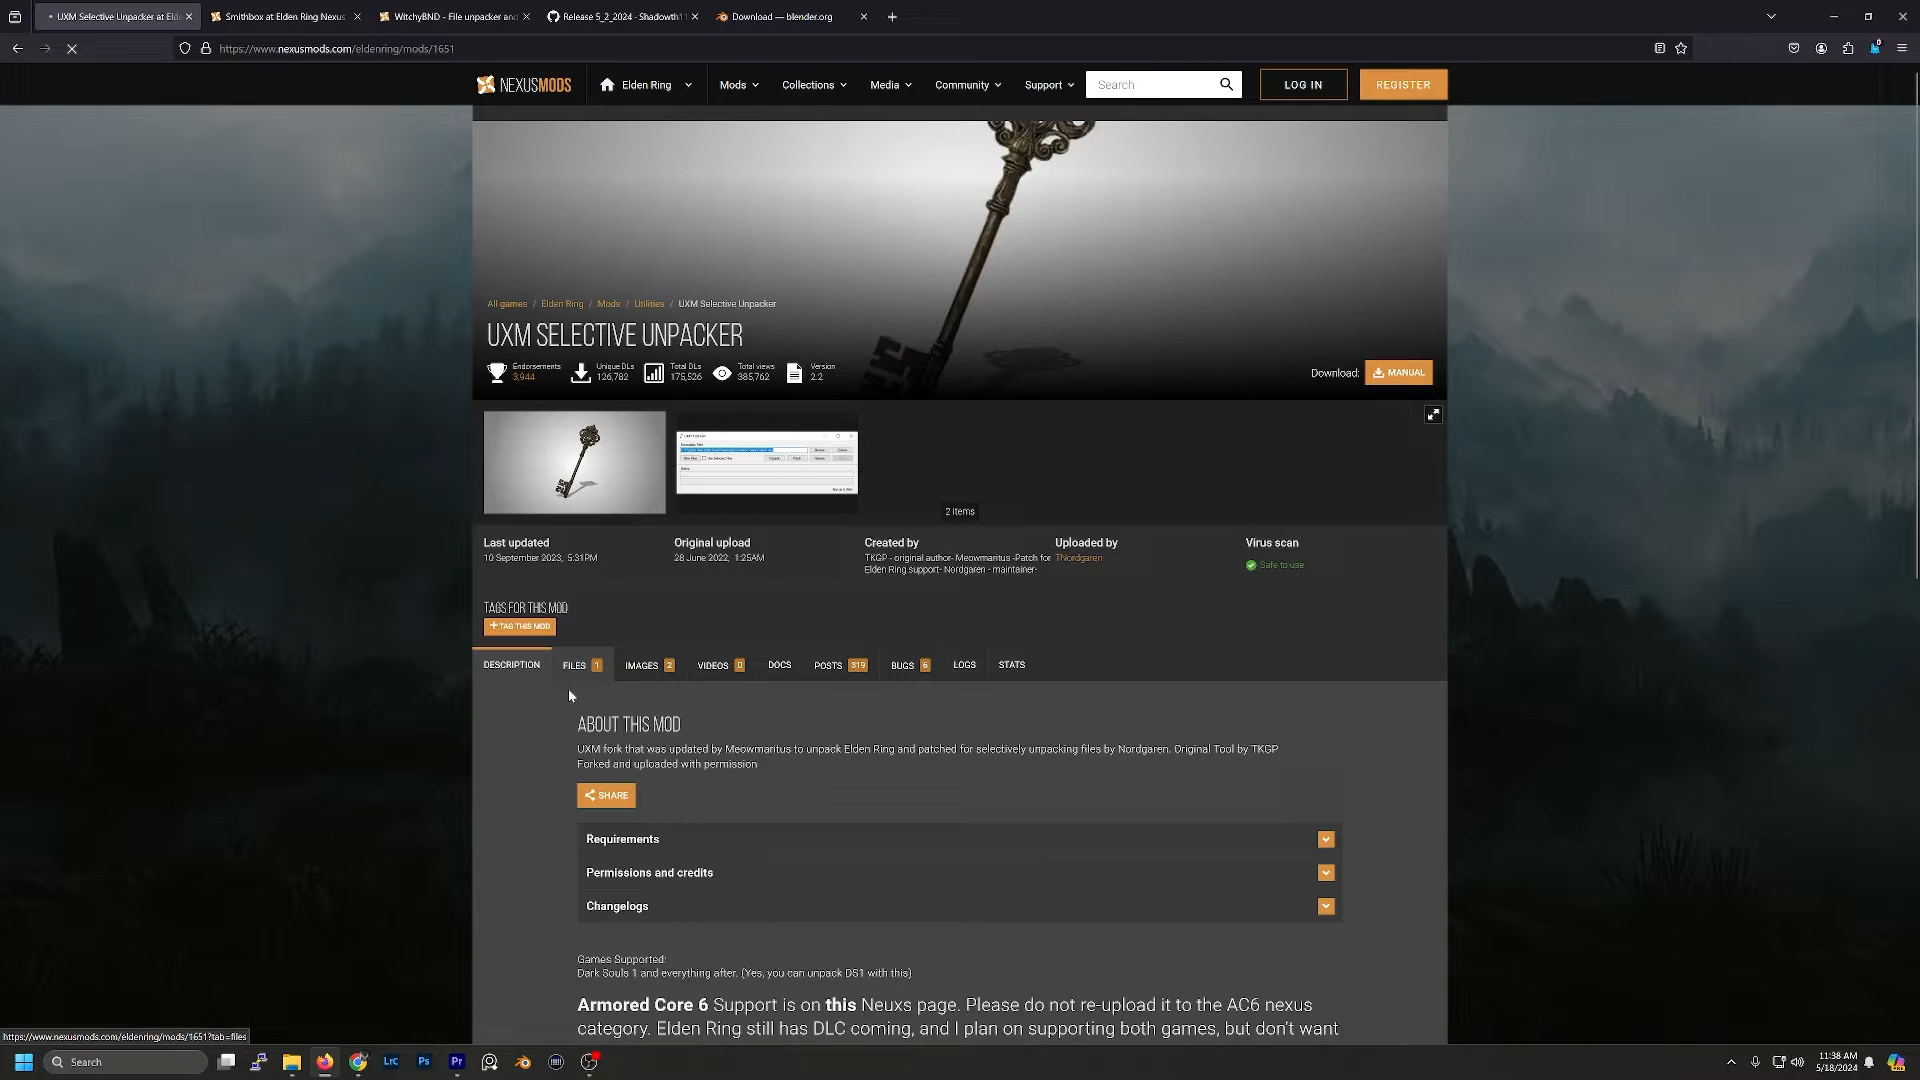 UXM Selective Unpacker at Elde
Smithbox at Elden Ring Nexus
WitchyBND - File unpacker and
Release 5_2_2024 · Shadowth11
Download — blender.org
https://www.nexusmods.com/eldenring/mods/1651
NEXUSMODS
Elden Ring
Mods
Collections
Media
Community
Support
Search
LOG IN
REGISTER
All games / Elden Ring / Mods / Utilities / UXM Selective Unpacker
UXM SELECTIVE UNPACKER
Endorsements
3,944
Unique DLs
126,782
Total DLs
175,526
Total views
385,762
Version
2.2
Download:
MANUAL
2 items
Last updated
10 September 2023, 5:31PM
Original upload
28 June 2022, 1:25AM
Created by
TKGP - original author- Meowmaritus -Patch for
Elden Ring support- Nordgaren - maintainer-
Uploaded by
TNordgaren
Virus scan
Safe to use
TAGS FOR THIS MOD
+ TAG THIS MOD
DESCRIPTION
FILES 1
IMAGES 2
VIDEOS 0
DOCS
POSTS 319
BUGS 6
LOGS
STATS
ABOUT THIS MOD
UXM fork that was updated by Meowmaritus to unpack Elden Ring and patched for selectively unpacking files by Nordgaren. Original Tool by TKGP
Forked and uploaded with permission
SHARE
Requirements
Permissions and credits
Changelogs
Games Supported:
Dark Souls 1 and everything after. (Yes, you can unpack DS1 with this)
Armored Core 6 Support is on this Neuxs page. Please do not re-upload it to the AC6 nexus
category. Elden Ring still has DLC coming, and I plan on supporting both games, but don't want
https://www.nexusmods.com/eldenring/mods/1651?tab=files
Search
LrC
Ps
Pr
11:38 AM
5/18/2024